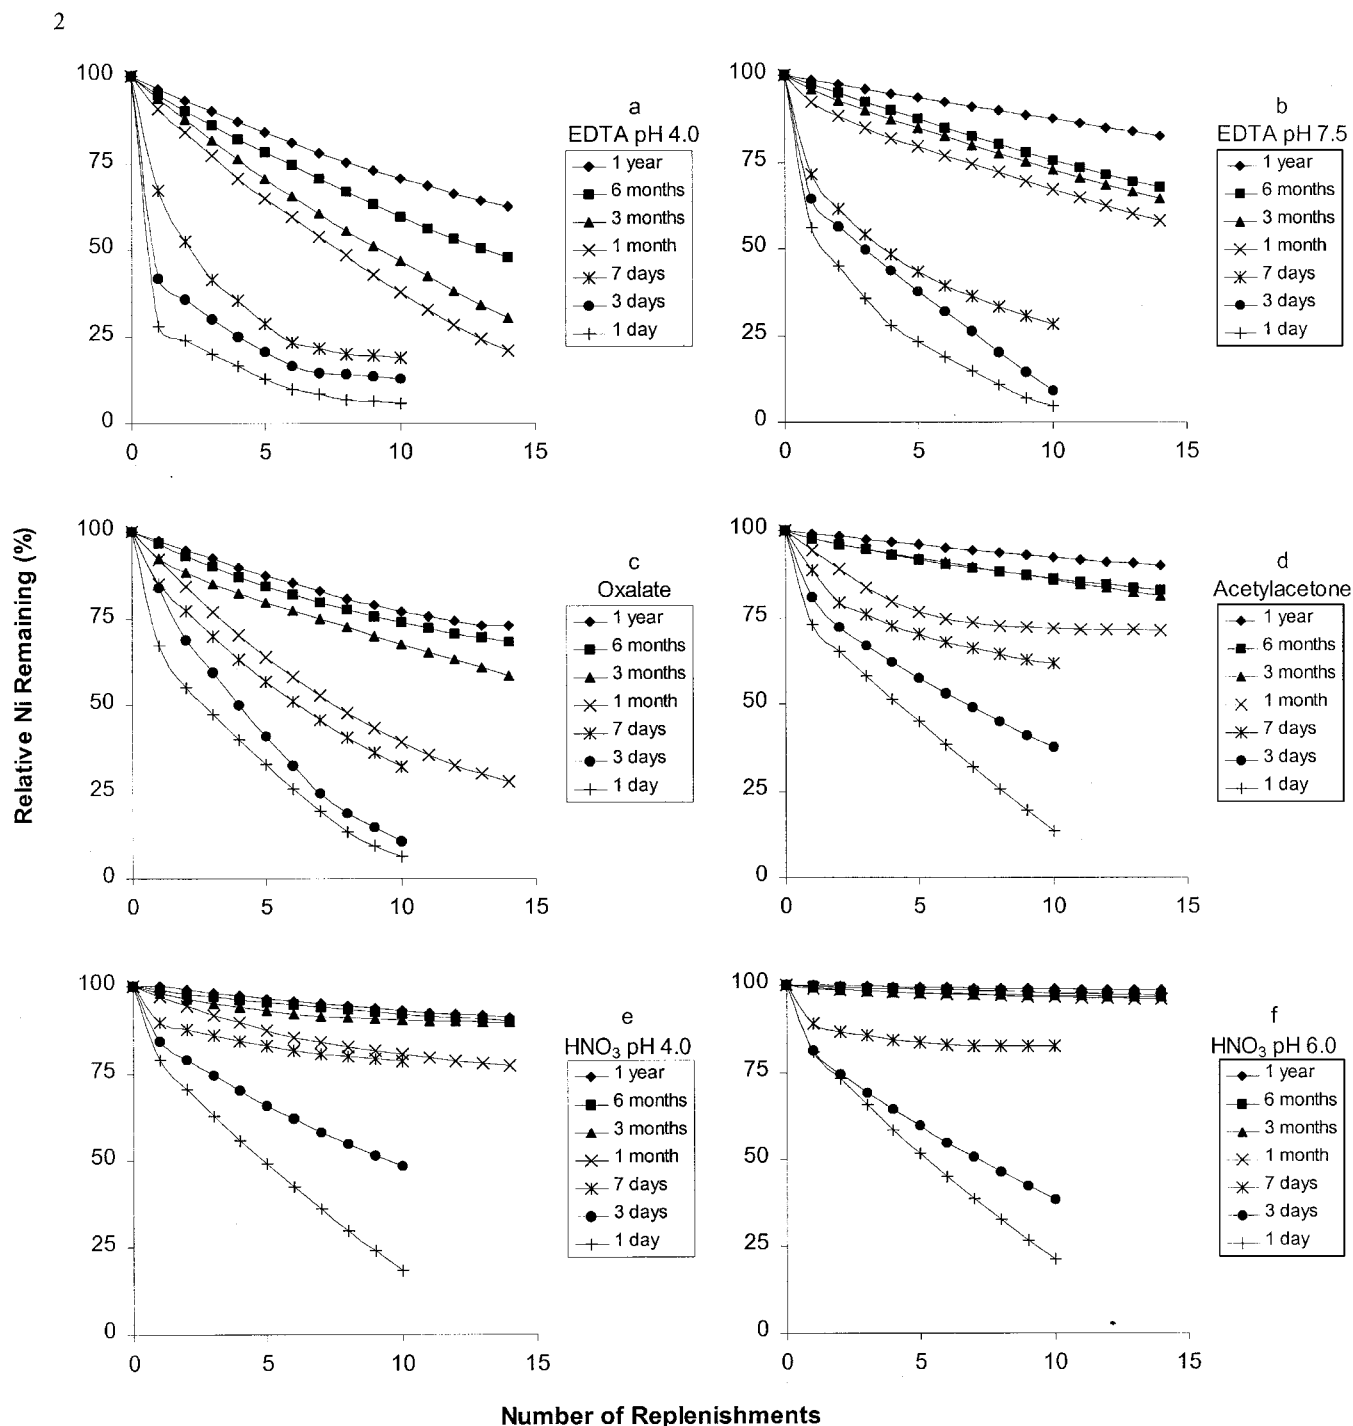 2
a
EDTA pH 4.0
100
75
50
25
0
0 5 10 15
1 year
6 months
3 months
1 month
7 days
3 days
1 day
b
EDTA pH 7.5
100
75
50
25
0
0 5 10 15
1 year
6 months
3 months
1 month
7 days
3 days
1 day
Relative Ni Remaining (%)
c
Oxalate
100
75
50
25
0
0 5 10 15
1 year
6 months
3 months
1 month
7 days
3 days
1 day
d
Acetylacetone
100
75
50
25
0
0 5 10 15
1 year
6 months
3 months
1 month
7 days
3 days
1 day
e
HNO₃ pH 4.0
100
75
50
25
0
0 5 10 15
1 year
6 months
3 months
1 month
7 days
3 days
1 day
f
HNO₃ pH 6.0
100
75
50
25
0
0 5 10 15
1 year
6 months
3 months
1 month
7 days
3 days
1 day
Number of Replenishments